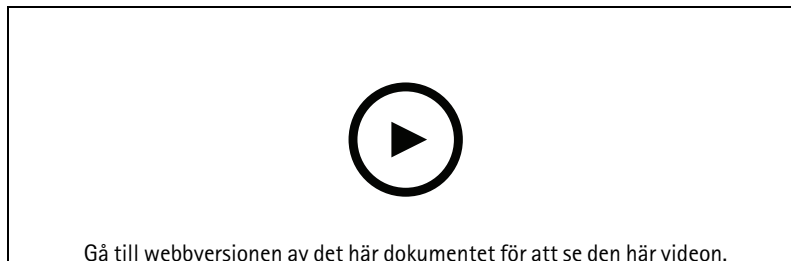 Gå till webbversionen av det här dokumentet för att se den här videon.